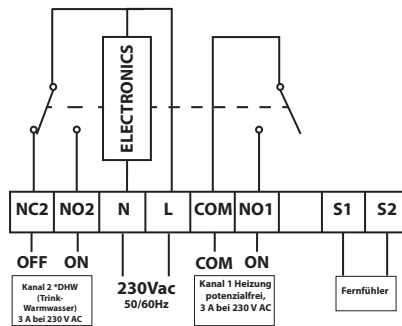 ELECTRONICS
NC2 NO2 N L COM NO1 S1 S2
OFF ON 230Vac COM ON
50/60Hz
Kanal 2 *DHW
(Trink-
Warmwasser)
3 A bei 230 V AC
Kanal 1 Heizung
potenzialfrei,
3 A bei 230 V AC
Fernfühler